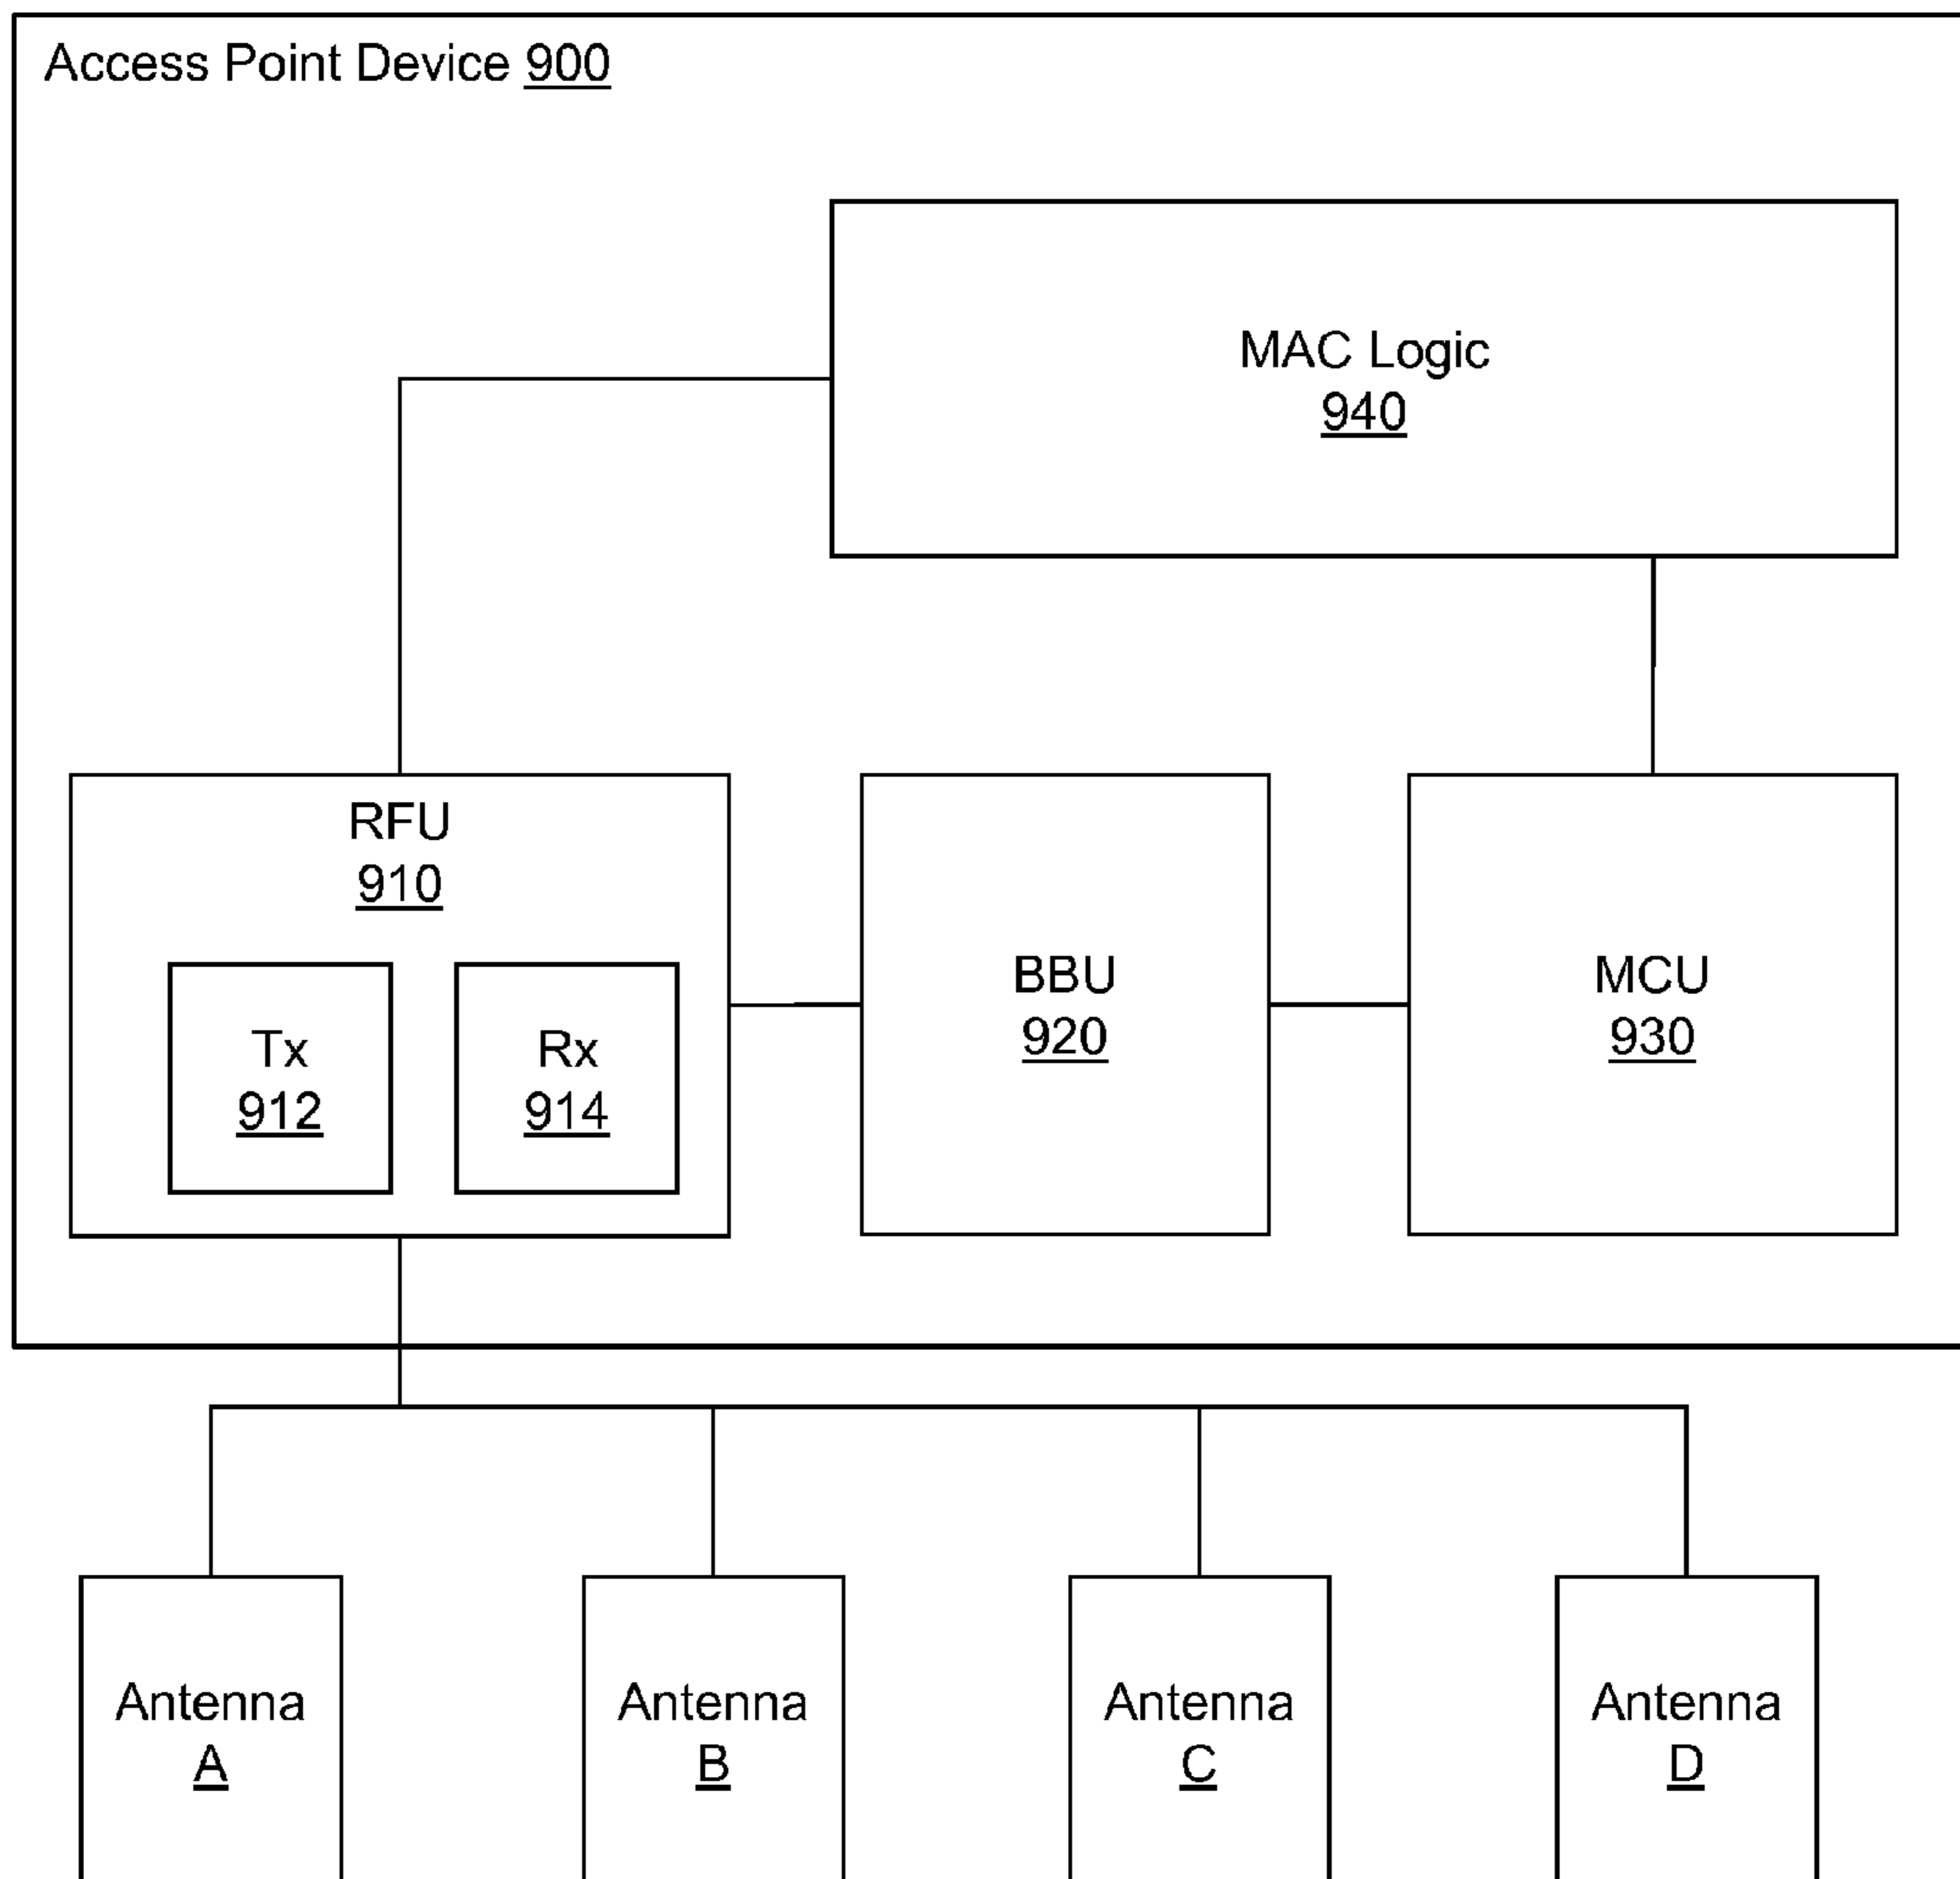 Access Point Device 900
MAC Logic
940
RFU
910
Tx
912
Rx
914
BBU
920
MCU
930
Antenna
A
Antenna
B
Antenna
C
Antenna
D